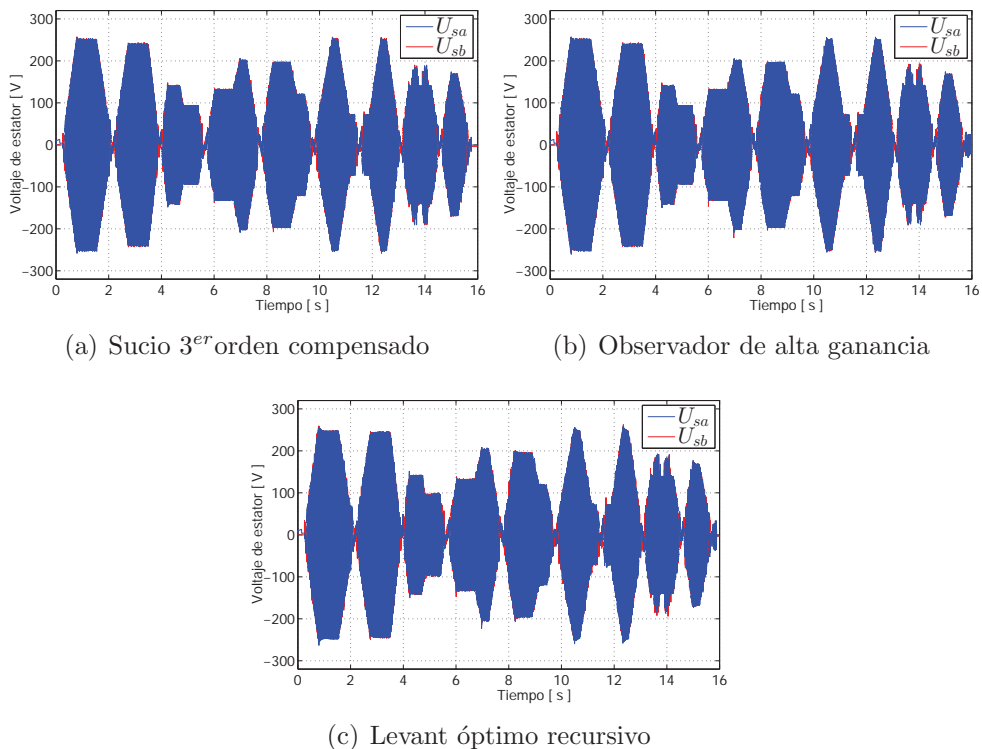 Voltaje de estator [ V ]
300
200
100
0
−100
−200
−300
0 2 4 6 8 10 12 14 16
Tiempo [ s ]
U_sa
U_sb
(a) Sucio 3^er orden compensado
Voltaje de estator [ V ]
300
200
100
0
−100
−200
−300
0 2 4 6 8 10 12 14 16
Tiempo [ s ]
U_sa
U_sb
(b) Observador de alta ganancia
Voltaje de estator [ V ]
300
200
100
0
−100
−200
−300
0 2 4 6 8 10 12 14 16
Tiempo [ s ]
U_sa
U_sb
(c) Levant óptimo recursivo